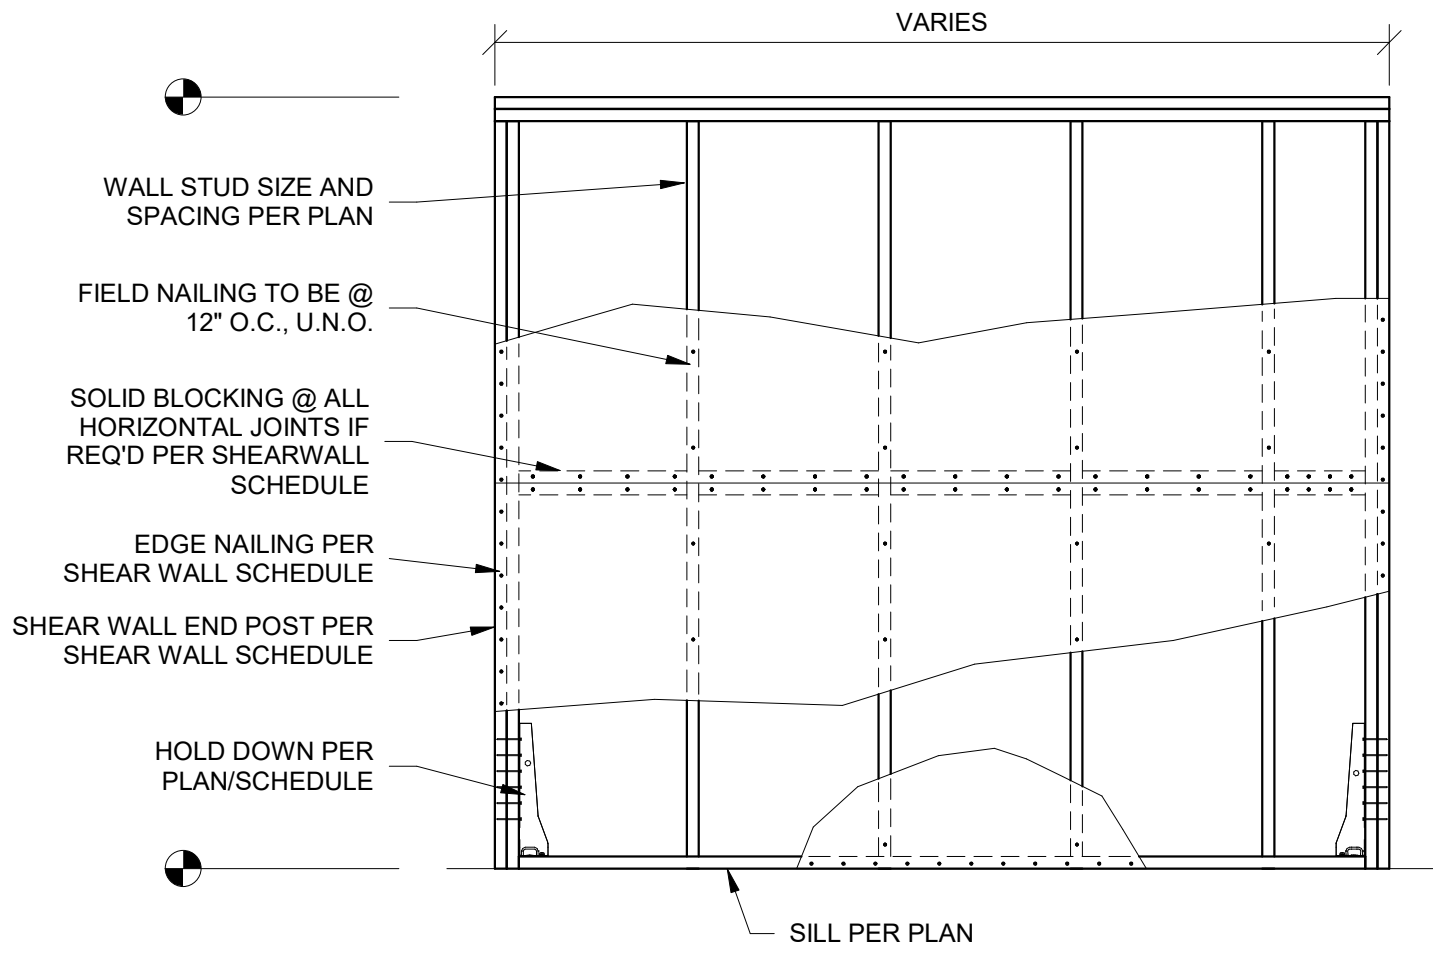 VARIES
WALL STUD SIZE AND
SPACING PER PLAN
FIELD NAILING TO BE @
12" O.C., U.N.O.
SOLID BLOCKING @ ALL
HORIZONTAL JOINTS IF
REQ'D PER SHEARWALL
SCHEDULE
EDGE NAILING PER
SHEAR WALL SCHEDULE
SHEAR WALL END POST PER
SHEAR WALL SCHEDULE
HOLD DOWN PER
PLAN/SCHEDULE
SILL PER PLAN